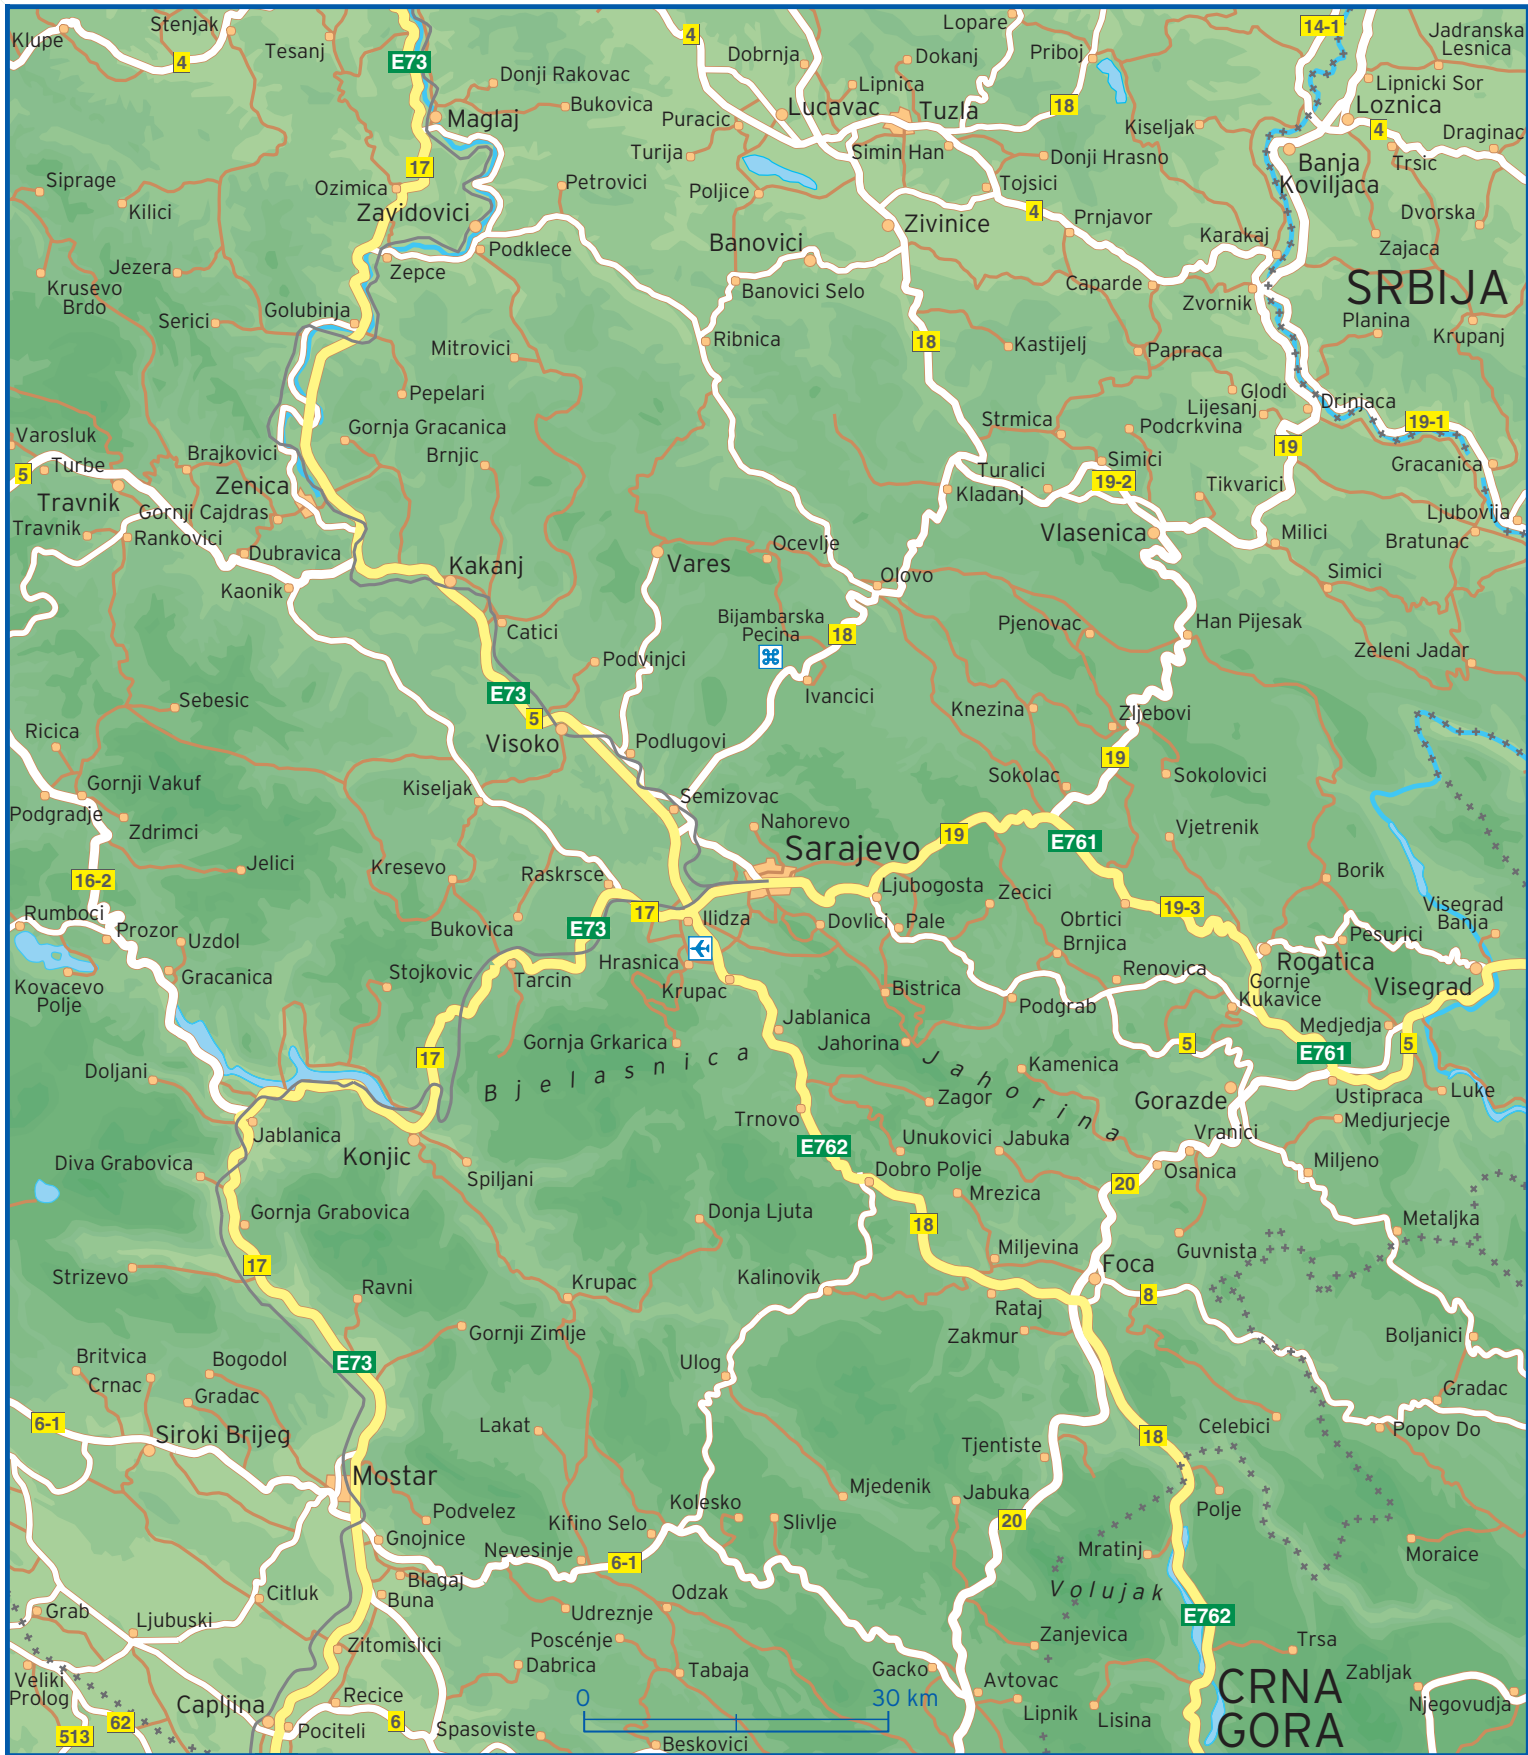 Klupe
Stenjak
4
Tesanj
E73
Donji Rakovac
Bukovica
Maglaj
4
Dobrnja
Lopare
Dokanj
Lipnica
Lucavac
Tuzla
Puracic
Turija
Simin Han
Priboj
18
Kiseljak
14-1
Jadranska
Lesnica
Lipnicki Sor
Loznica
4
Draginac
Trsic
Banja
Koviljaca
Donji Hrasno
Siprage
Kilici
17
Ozimica
Zavidovici
Petrovici
Poljice
Tojsici
4
Prnjavor
Dvorska
Zajaca
Karakaj
Zivinice
Banovici
Podklece
Zepce
Jezera
Krusevo
Brdo
Banovici Selo
Caparde
Zvornik
SRBIJA
Planina
Krupanj
Serici
Golubinja
Mitrovici
Ribnica
18
Kastijelj
Papraca
Pepelari
Glodi
Lijesanj
Drinjaca
19-1
Strmica
Podcrkvina
19
Gornja Gracanica
Brnjic
Varosluk
5
Turbe
Brajkovici
Zenica
Travnik
Gornji Cajdras
Travnik
Rankovici
Dubravica
Kaonik
Turalici
Simici
19-2
Kladanj
Tikvarici
Gracanica
Ljubovija
Vlasenica
Milici
Bratunac
Kakanj
Vares
Ocevlje
Olovo
Simici
Catici
Bijambarska
Pecina
18
Pjenovac
Han Pijesak
Zeleni Jadar
Podvinjci
Ivancici
Sebesic
E73
5
Knezina
Zljebovi
Ricica
Visoko
Podlugovi
19
Gornji Vakuf
Podgradje
Zdrimci
Kiseljak
Semizovac
Sokolac
Sokolovici
Nahorevo
Sarajevo
19
E761
Vjetrenik
Jelici
Kresevo
Raskrsce
16-2
Ljubogosta
Zecici
Borik
Rumboci
Prozor
Uzdol
Bukovica
E73
17
Ilidza
Dovlici
Pale
Obrtici
19-3
Visegrad
Banja
Brnjica
Pesurici
Gracanica
Kovacevo
Polje
Stojkovic
Tarcin
Hrasnica
Krupac
Bistrica
Renovica
Rogatica
Gornje
Kukavice
Visegrad
Podgrab
Jablanica
Jahorina
Medjedja
Gornja Grkarica
17
5
E761
5
Bjelasnica
Jahorina
Doljani
Kamenica
Zagor
Gorazde
Ustipraca
Luke
Medjurjecje
Trnovo
Jablanica
Konjic
E762
Unukovici
Jabuka
Vranici
Diva Grabovica
Spiljani
Dobro Polje
Osanica
Miljeno
20
Mrezica
Gornja Grabovica
Donja Ljuta
18
Metaljka
Guvnista
Miljevina
Strizevo
17
Krupac
Kalinovik
Foca
8
Ravni
Rataj
Zakmur
Gornji Zimlje
Boljanici
Britvica
Bogodol
E73
Ulog
Crnac
Gradac
Gradac
6-1
Siroki Brijeg
Lakat
Tjentiste
18
Celebici
Popov Do
Mostar
Mjedenik
Jabuka
Polje
Podvelez
Kolesko
Kifino Selo
Slivlje
20
Gnojnice
Nevesinje
6-1
Mratinj
Moraice
Blagaj
Buna
Citluk
Odzak
Volujak
Grab
Ljubuski
Udreznje
E762
Zitomislici
Poscénje
Zanjevica
Trsa
Dabrica
Tabaja
Gacko
Zabljak
Veliki
Prolog
Avtovac
CRNA
GORA
Njegovudja
Capljina
Recice
0
30 km
Lipnik
Lisina
62
513
Pociteli
6
Spasoviste
Beskovici